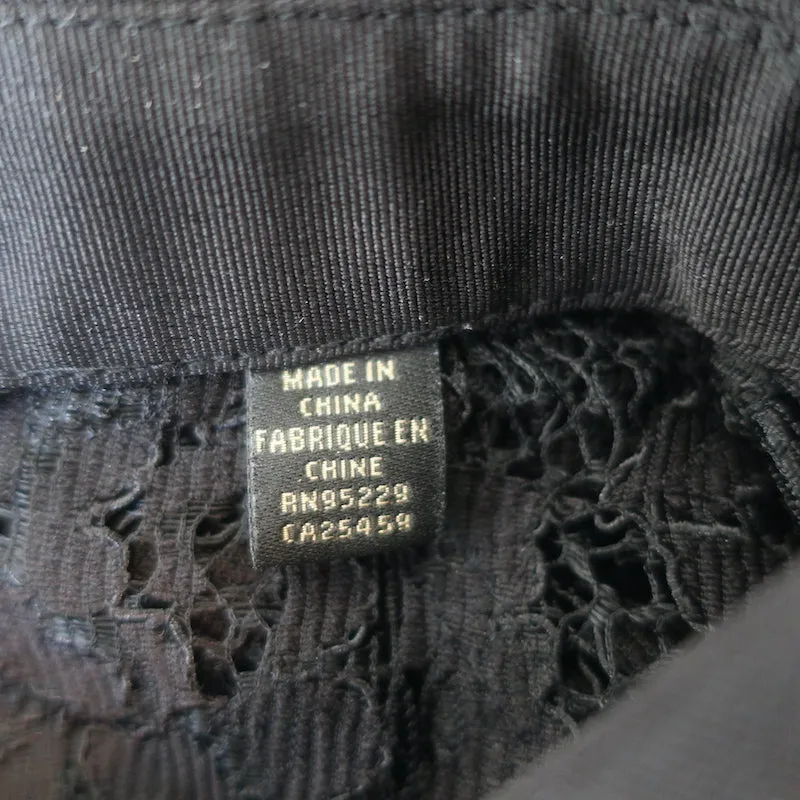 MADE IN
CHINA
FABRIQUE EN
CHINE
RN95229
CA25459